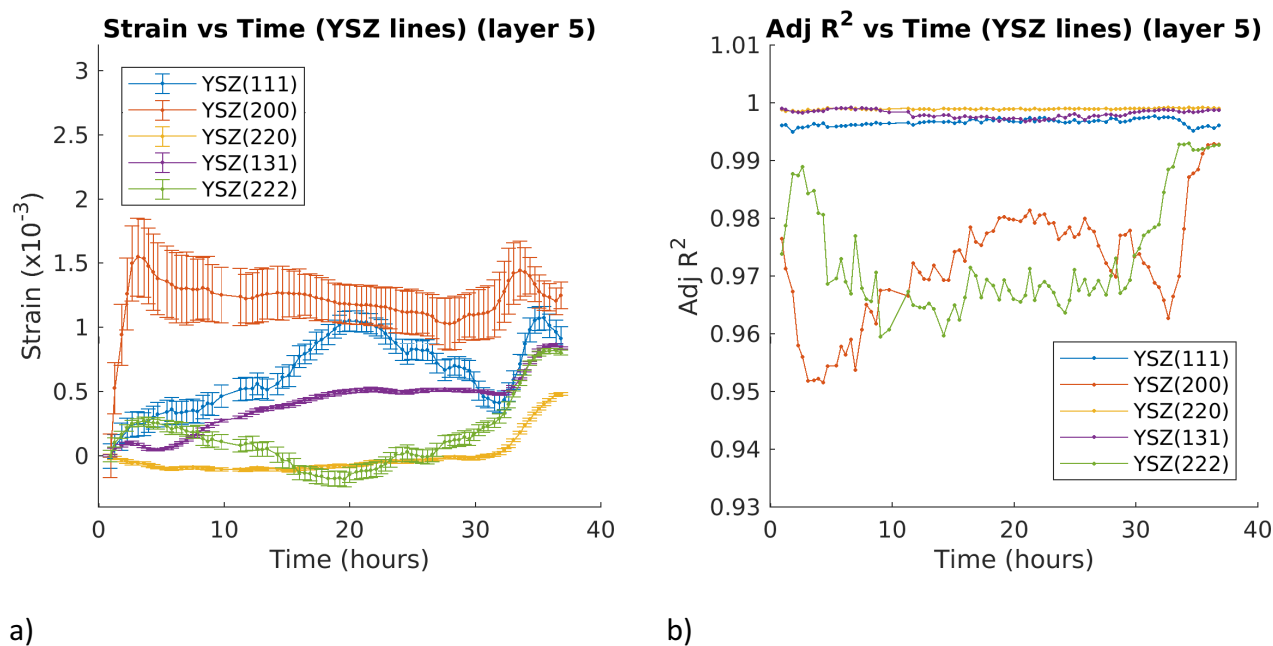 Strain vs Time (YSZ lines) (layer 5)
Strain (x10^-3)
3
2.5
2
1.5
1
0.5
0
YSZ(111)
YSZ(200)
YSZ(220)
YSZ(131)
YSZ(222)
0 10 20 30 40
Time (hours)
a)
Adj R^2 vs Time (YSZ lines) (layer 5)
Adj R^2
1.01
1
0.99
0.98
0.97
0.96
0.95
0.94
0.93
YSZ(111)
YSZ(200)
YSZ(220)
YSZ(131)
YSZ(222)
0 10 20 30 40
Time (hours)
b)